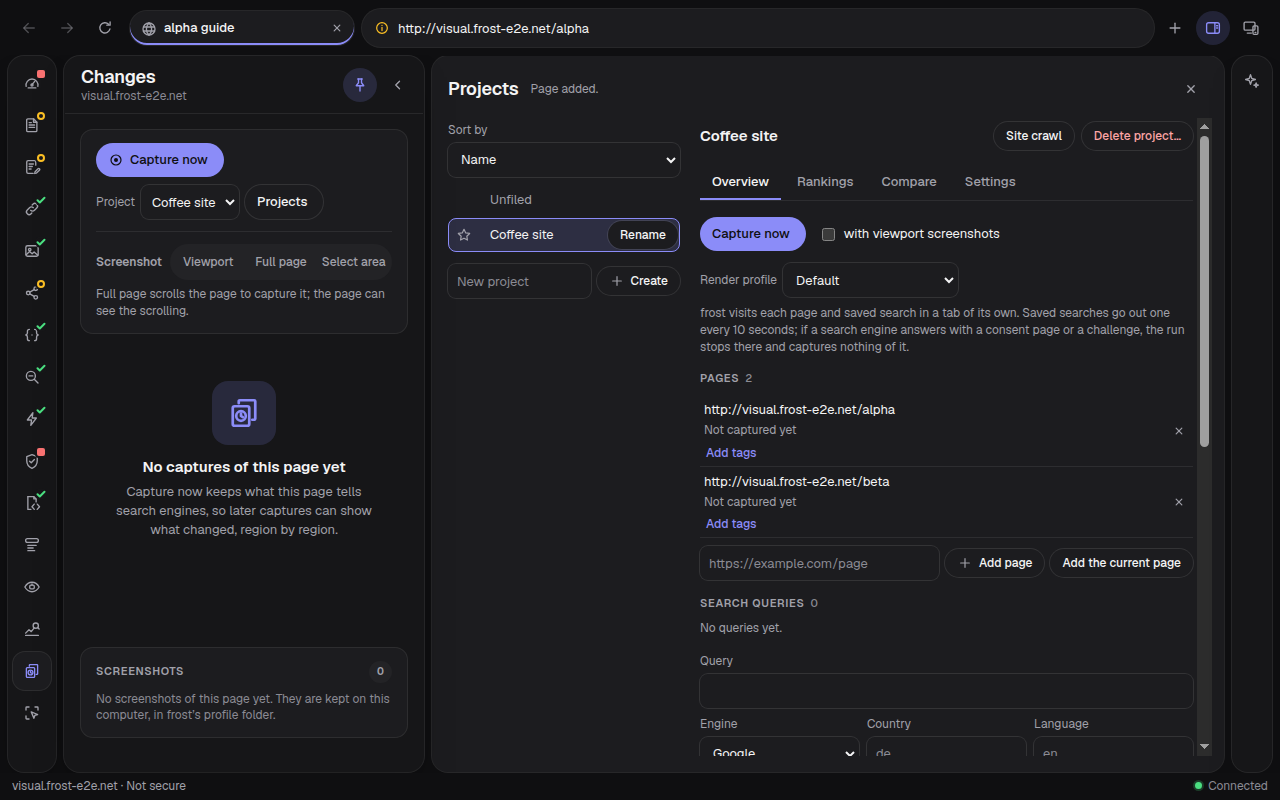 alpha guide
http://visual.frost-e2e.net/alpha
Changes
visual.frost-e2e.net
Capture now
Project
Coffee site
Projects
Screenshot
Viewport
Full page
Select area
Full page scrolls the page to capture it; the page can
see the scrolling.
No captures of this page yet
Capture now keeps what this page tells
search engines, so later captures can show
what changed, region by region.
SCREENSHOTS
0
No screenshots of this page yet. They are kept on this
computer, in frost's profile folder.
Projects
Page added.
Sort by
Name
Unfiled
Coffee site
Rename
New project
Create
Coffee site
Site crawl
Delete project…
Overview
Rankings
Compare
Settings
Capture now
with viewport screenshots
Render profile
Default
frost visits each page and saved search in a tab of its own. Saved searches go out one
every 10 seconds; if a search engine answers with a consent page or a challenge, the run
stops there and captures nothing of it.
PAGES 2
http://visual.frost-e2e.net/alpha
Not captured yet
Add tags
http://visual.frost-e2e.net/beta
Not captured yet
Add tags
https://example.com/page
Add page
Add the current page
SEARCH QUERIES 0
No queries yet.
Query
Engine
Country
Language
Google
de
en
visual.frost-e2e.net · Not secure
Connected